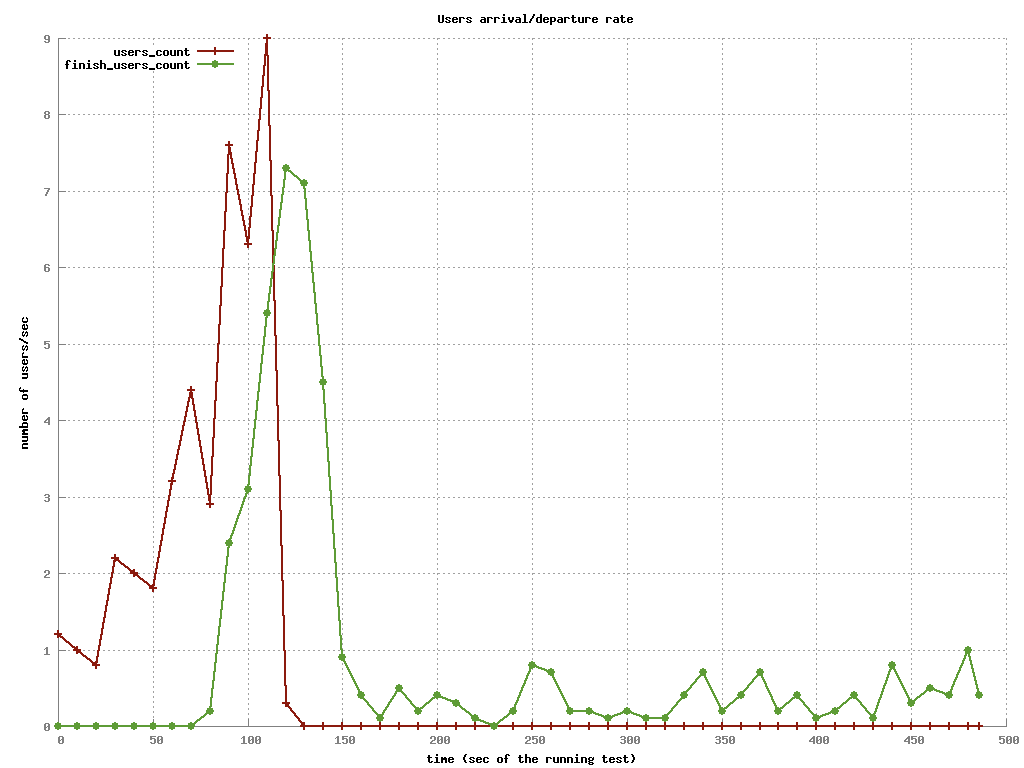 Users arrival/departure rate
users_count
finish_users_count
number of users/sec
9
8
7
6
5
4
3
2
1
0
0 50 100 150 200 250 300 350 400 450 500
time (sec of the running test)